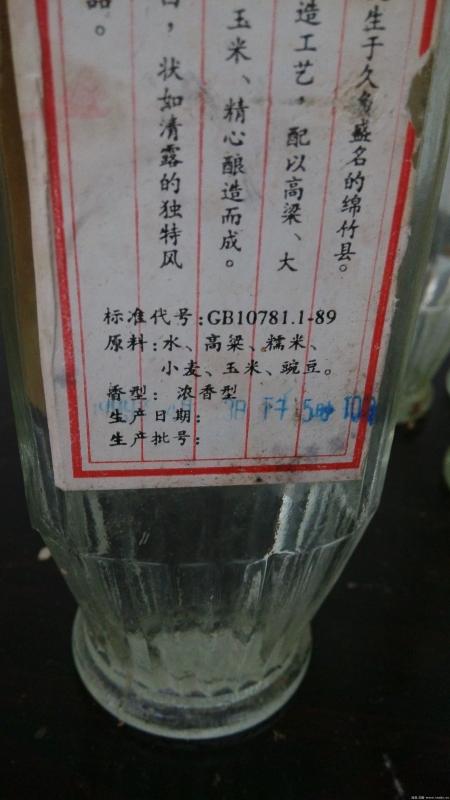 生于久负盛名的绵竹县。
造工艺，配以高粱、大
玉米、精心酿造而成。
，状如清露的独特风
品。
标准代号:GB10781.1-89
原料:水、高粱、糯米、
小麦、玉米、豌豆。
香型: 浓香型
生产日期:
生产批号: